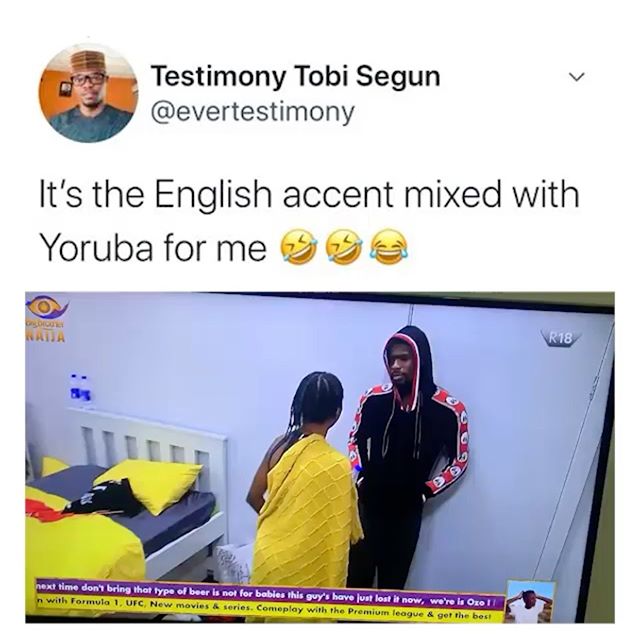 Testimony Tobi Segun
@evertestimony
It's the English accent mixed with
Yoruba for me 🤣🤣😂
NAIJA
R18
next time don't bring that type of beer is not for babies this guy's have just lost it now, we're is Ozo !
n with Formula 1, UFC, New movies & series. Comeplay with the Premium league & get the best